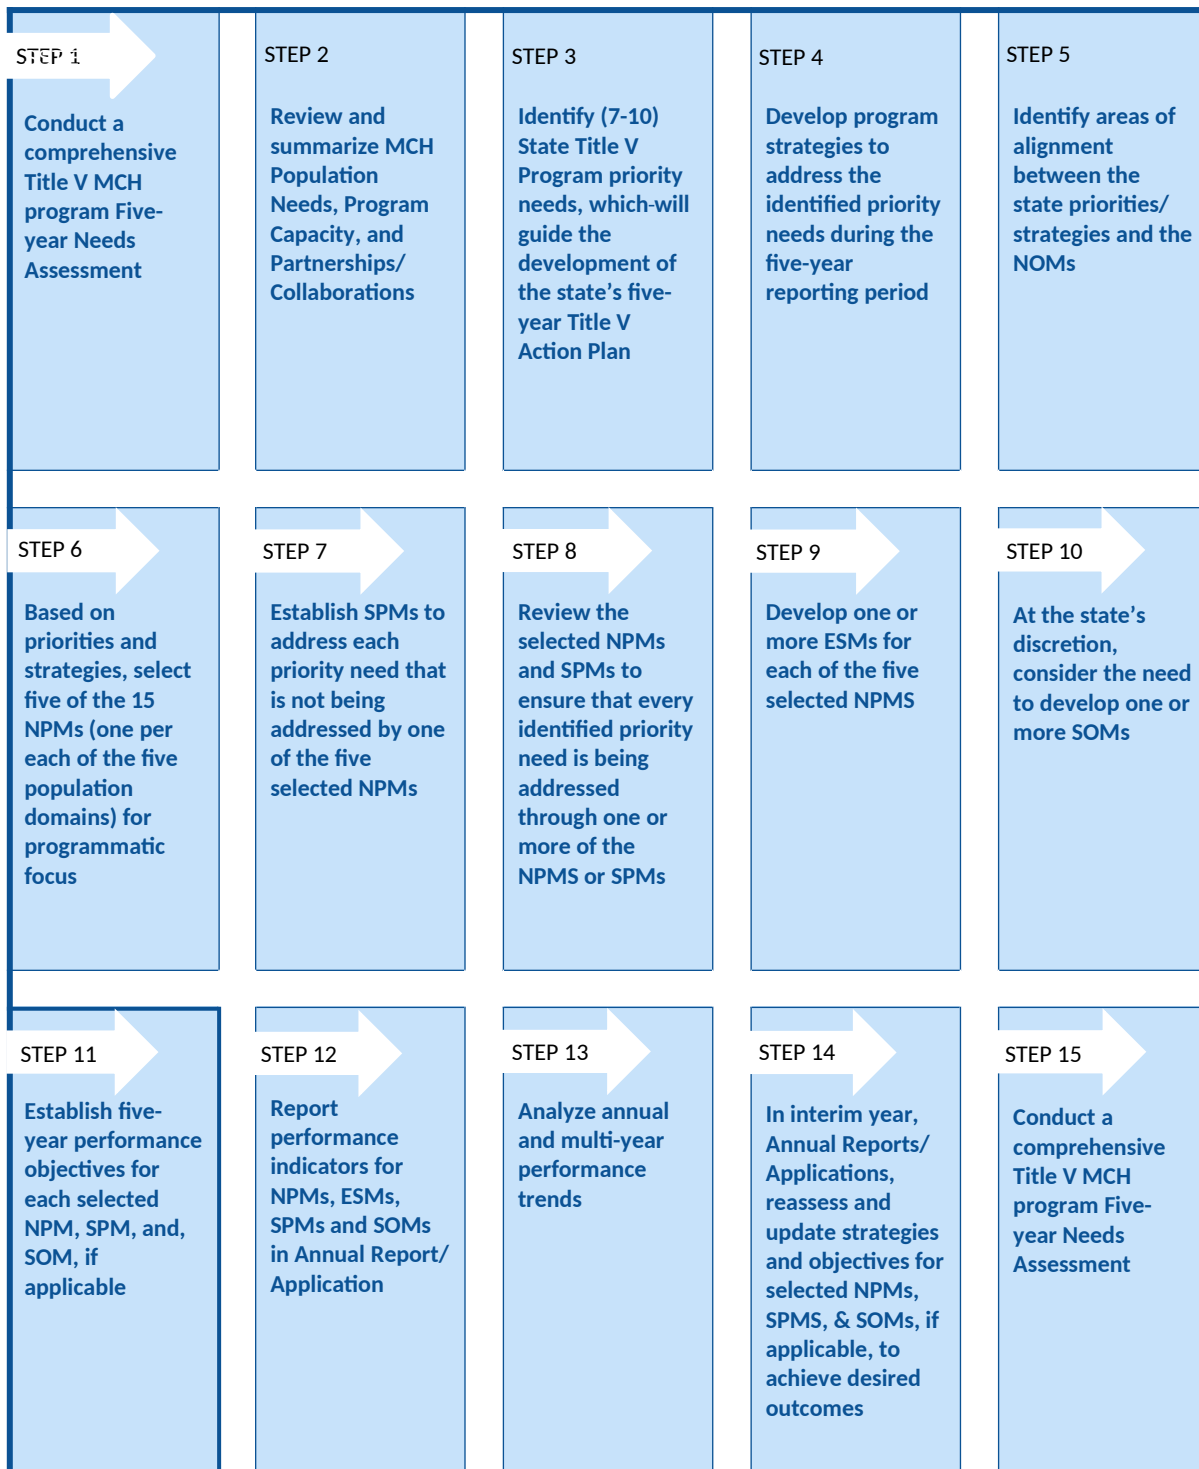 STEP 1
Conduct a
comprehensive
Title V MCH
program Five-
year Needs
Assessment
STEP 2
Review and
summarize MCH
Population
Needs, Program
Capacity, and
Partnerships/
Collaborations
STEP 3
Identify (7-10)
State Title V
Program priority
needs, which-will
guide the
development of
the state’s five-
year Title V
Action Plan
STEP 4
Develop program
strategies to
address the
identified priority
needs during the
five-year
reporting period
STEP 5
Identify areas of
alignment
between the
state priorities/
strategies and the
NOMs
STEP 6
Based on
priorities and
strategies, select
five of the 15
NPMs (one per
each of the five
population
domains) for
programmatic
focus
STEP 7
Establish SPMs to
address each
priority need that
is not being
addressed by one
of the five
selected NPMs
STEP 8
Review the
selected NPMs
and SPMs to
ensure that every
identified priority
need is being
addressed
through one or
more of the
NPMS or SPMs
STEP 9
Develop one or
more ESMs for
each of the five
selected NPMS
STEP 10
At the state’s
discretion,
consider the need
to develop one or
more SOMs
STEP 11
Establish five-
year performance
objectives for
each selected
NPM, SPM, and,
SOM, if
applicable
STEP 12
Report
performance
indicators for
NPMs, ESMs,
SPMs and SOMs
in Annual Report/
Application
STEP 13
Analyze annual
and multi-year
performance
trends
STEP 14
In interim year,
Annual Reports/
Applications,
reassess and
update strategies
and objectives for
selected NPMs,
SPMS, & SOMs, if
applicable, to
achieve desired
outcomes
STEP 15
Conduct a
comprehensive
Title V MCH
program Five-
year Needs
Assessment